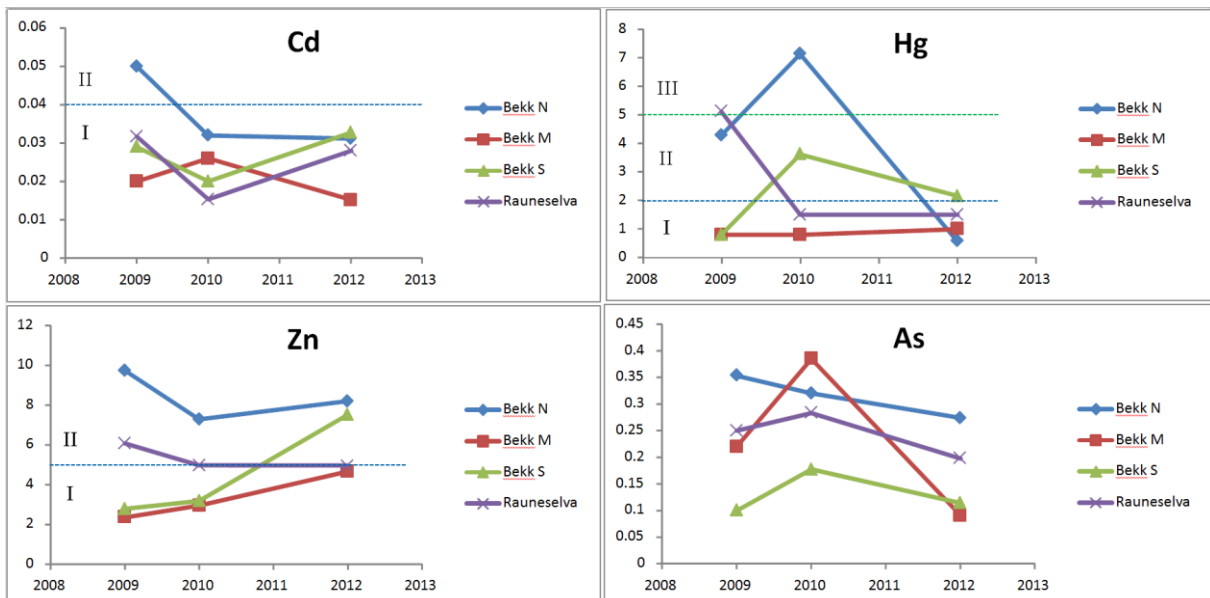 Cd
0.06
0.05
0.04
0.03
0.02
0.01
0
II
I
2008 2009 2010 2011 2012 2013
Bekk N
Bekk M
Bekk S
Rauneselva
Hg
8
7
6
5
4
3
2
1
0
III
II
I
2008 2009 2010 2011 2012 2013
Bekk N
Bekk M
Bekk S
Rauneselva
Zn
12
10
8
6
4
2
0
II
I
2008 2009 2010 2011 2012 2013
Bekk N
Bekk M
Bekk S
Rauneselva
As
0.45
0.4
0.35
0.3
0.25
0.2
0.15
0.1
0.05
0
2008 2009 2010 2011 2012 2013
Bekk N
Bekk M
Bekk S
Rauneselva